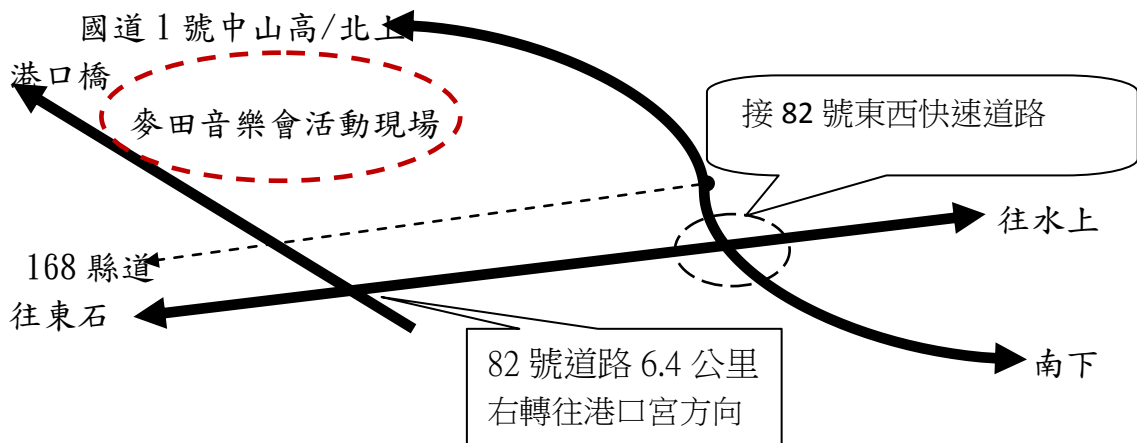 國道1號中山高/北上
港口橋
麥田音樂會活動現場
接82號東西快速道路
往水上
168縣道
往東石
82號道路6.4公里
右轉往港口宮方向
南下